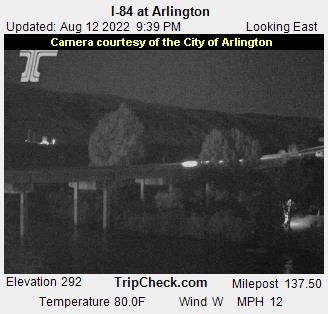 I-84 at Arlington
Updated: Aug 12 2022 9:39 PM Looking East
Camera courtesy of the City of Arlington
Elevation 292 TripCheck.com Milepost 137.50
Temperature 80.0F Wind W MPH 12